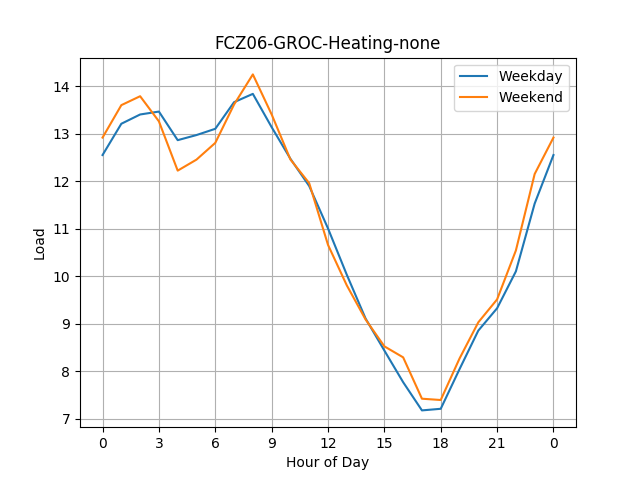 FCZ06-GROC-Heating-none
Weekday
Weekend
14
13
12
11
10
9
8
7
Load
0 3 6 9 12 15 18 21 0
Hour of Day